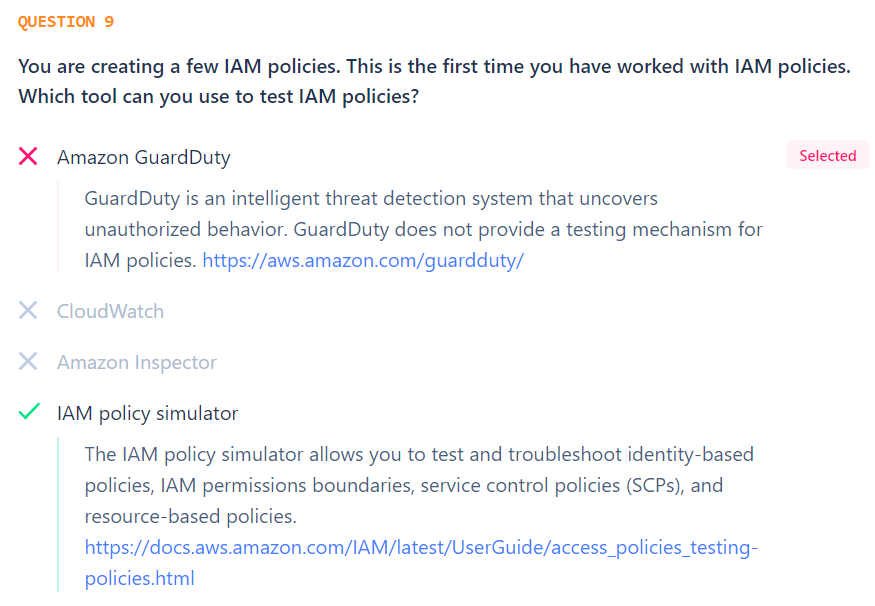 QUESTION 9
You are creating a few IAM policies. This is the first time you have worked with IAM policies.
Which tool can you use to test IAM policies?
Amazon GuardDuty
Selected
GuardDuty is an intelligent threat detection system that uncovers
unauthorized behavior. GuardDuty does not provide a testing mechanism for
IAM policies. https://aws.amazon.com/guardduty/
CloudWatch
Amazon Inspector
IAM policy simulator
The IAM policy simulator allows you to test and troubleshoot identity-based
policies, IAM permissions boundaries, service control policies (SCPs), and
resource-based policies.
https://docs.aws.amazon.com/IAM/latest/UserGuide/access_policies_testing-
policies.html